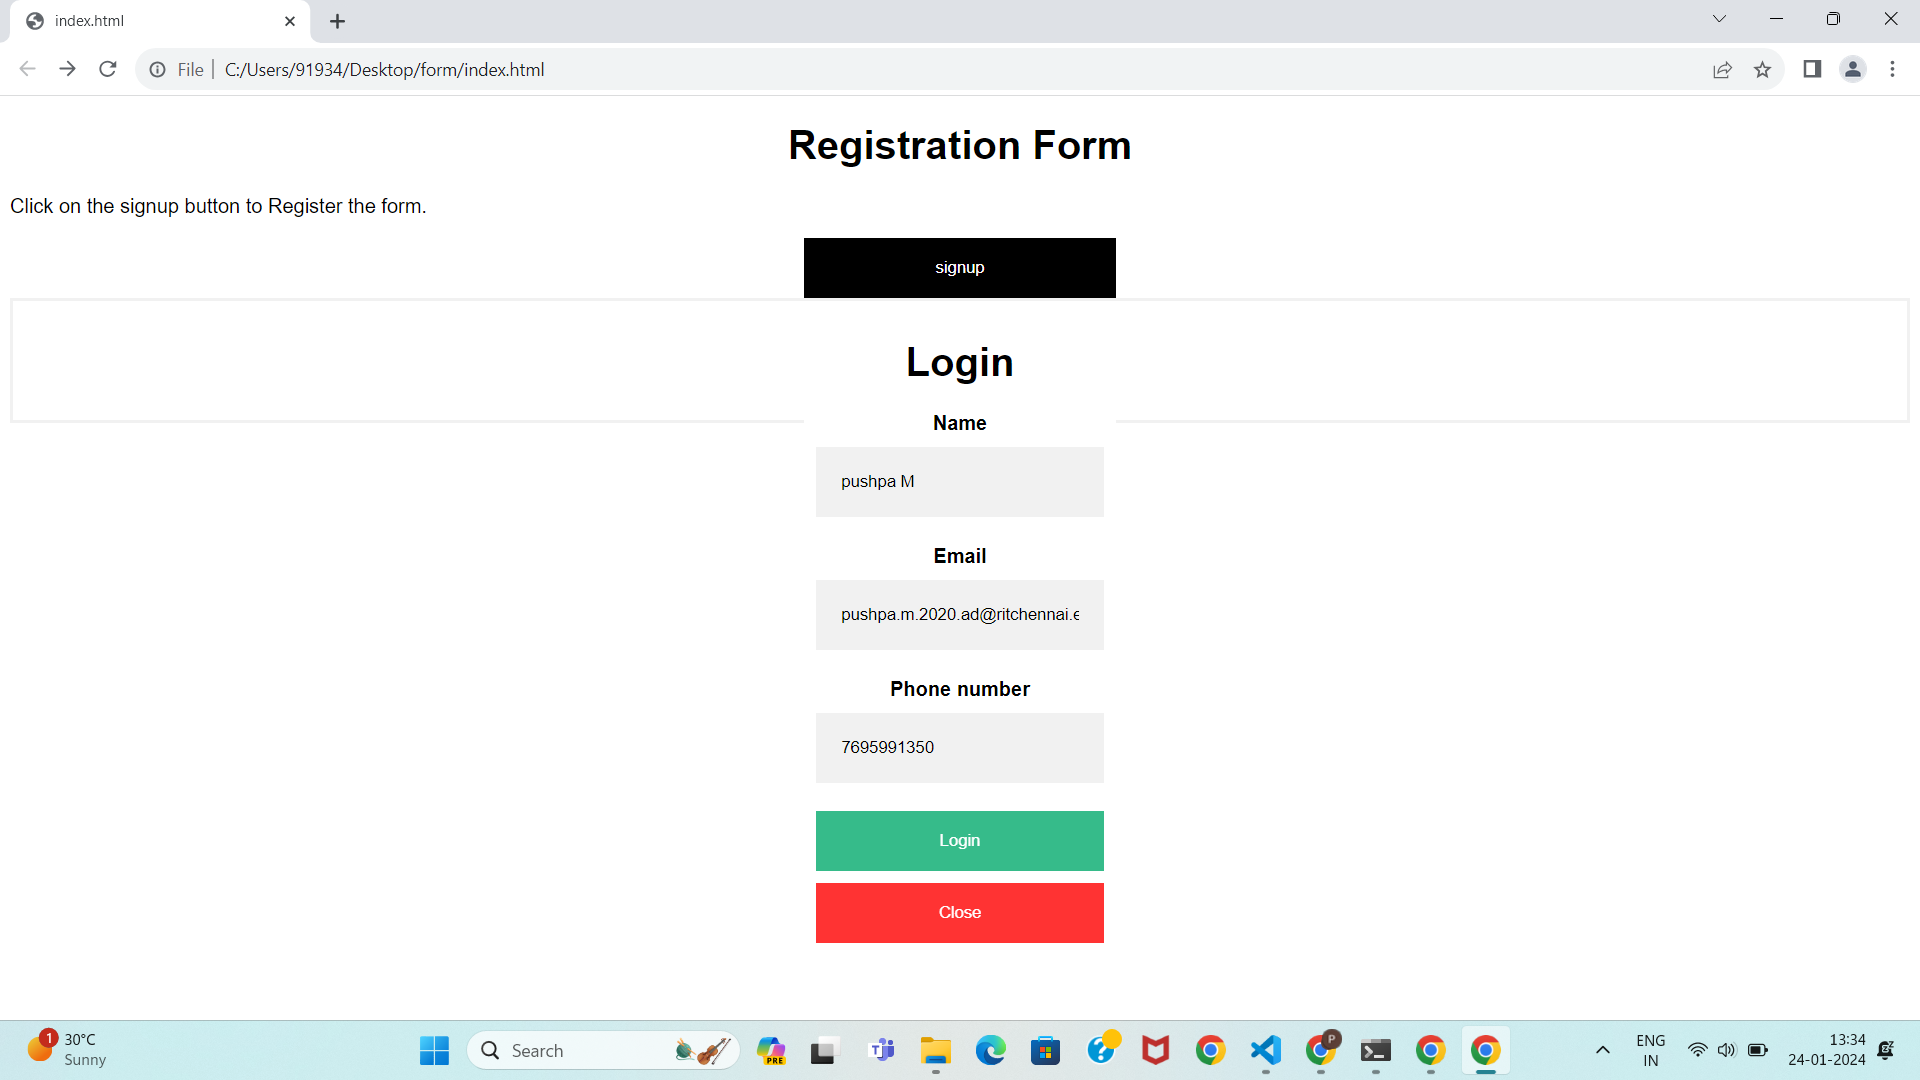 index.html
File | C:/Users/91934/Desktop/form/index.html
Registration Form
Click on the signup button to Register the form.
signup
Login
Name
pushpa M
Email
pushpa.m.2020.ad@ritchennai.e
Phone number
7695991350
Login
Close
1
30°C
Sunny
Search
PRE
T
P
ENG
IN
13:34
24-01-2024